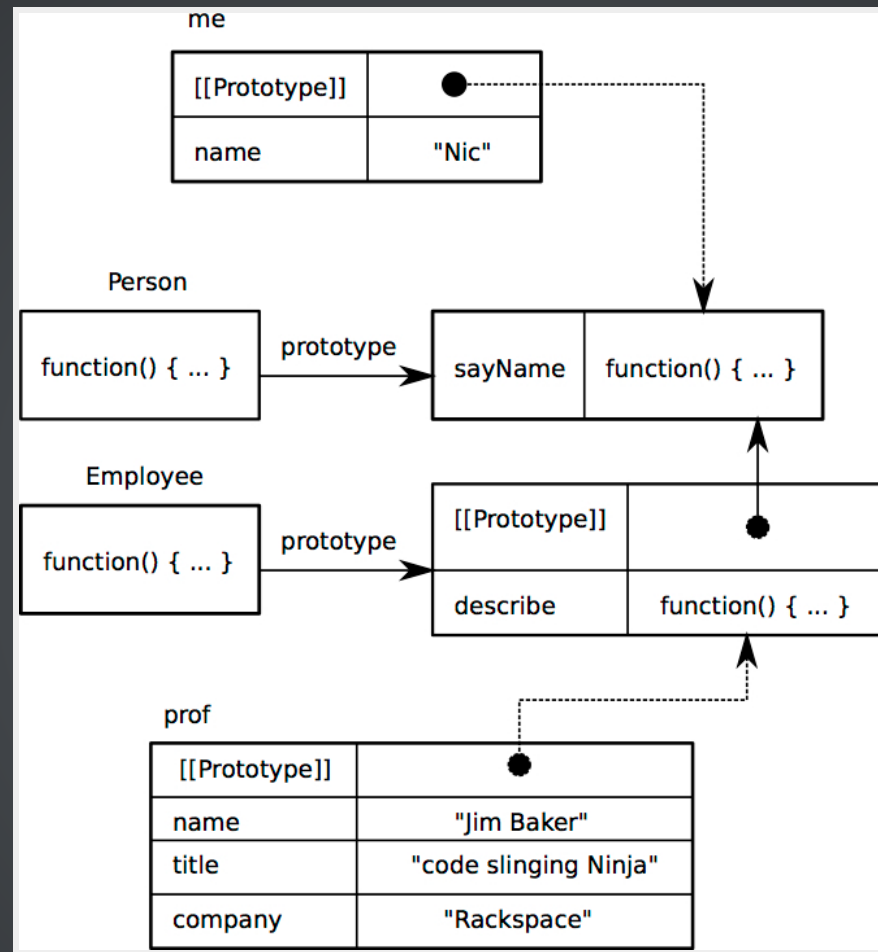 me
[[Prototype]]
name "Nic"
Person
function() { ... }
prototype
sayName function() { ... }
Employee
function() { ... }
prototype
[[Prototype]]
describe function() { ... }
prof
[[Prototype]]
name "Jim Baker"
title "code slinging Ninja"
company "Rackspace"